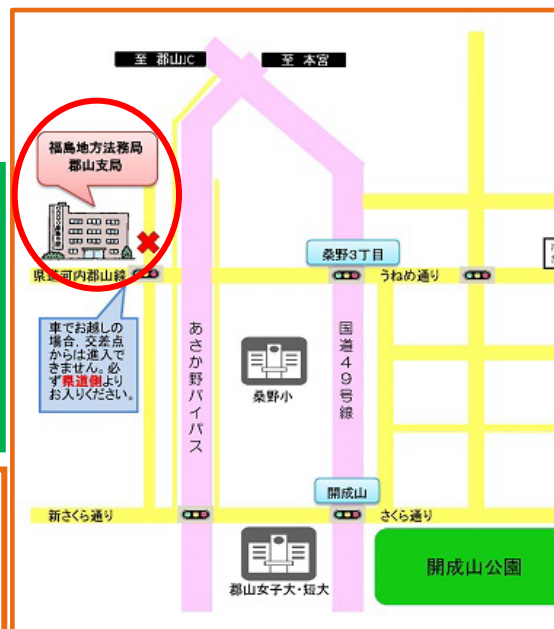 至 郡山JC
至 本宮
福島地方法務局
郡山支局
桑野3丁目
県道河内郡山線
うねめ通り
車でお越しの
場合、交差点
からは進入で
きません。必
ず県道側より
お入りください。
あさか野バイパス
国道49号線
桑野小
開成山
新さくら通り
さくら通り
郡山女子大・短大
開成山公園